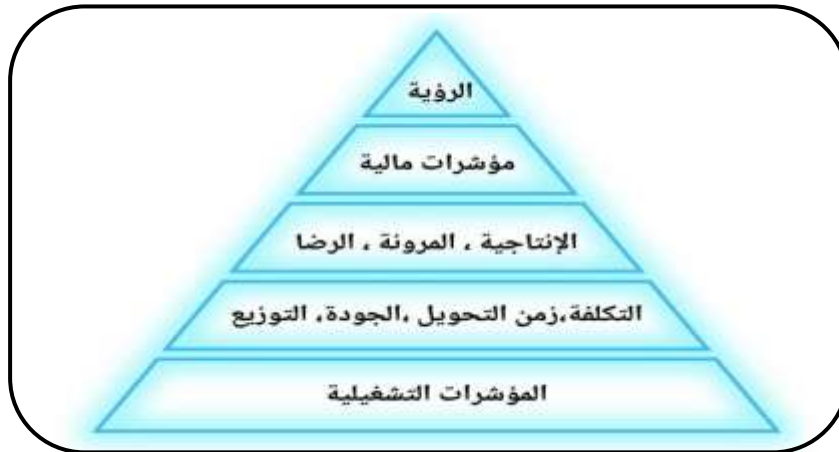 الرؤية
مؤشرات مالية
الإنتاجية ، المرونة ، الرضا
التكلفة،زمن التحويل ،الجودة، التوزيع
المؤشرات التشغيلية